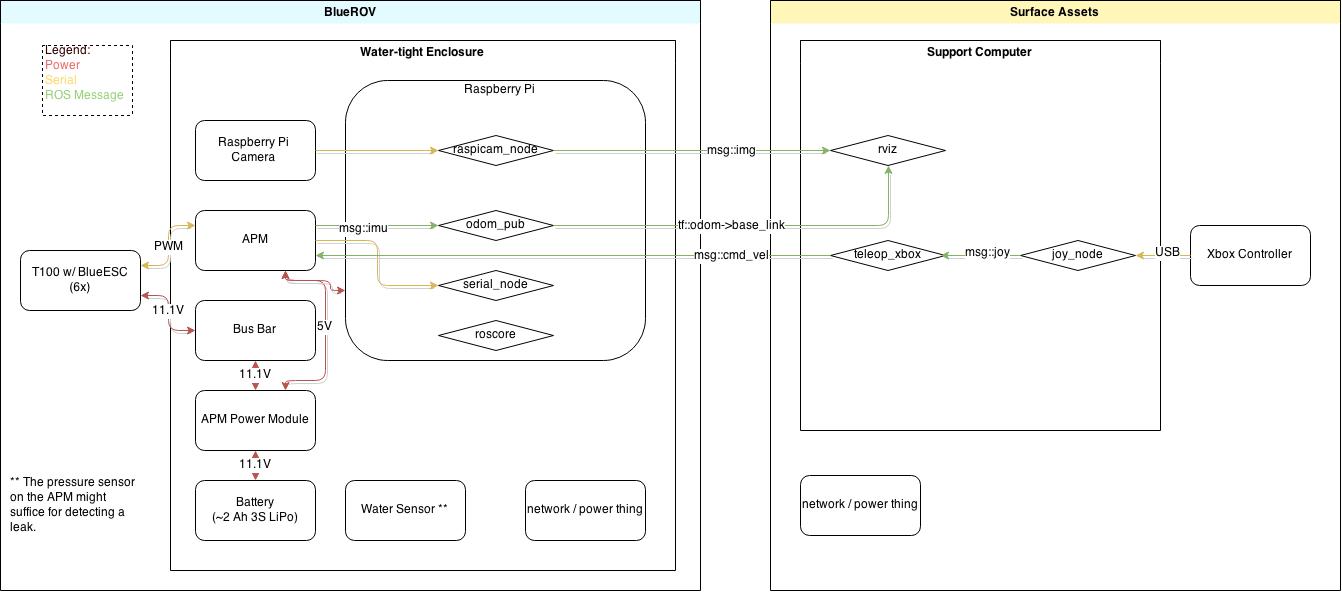 BlueROV
Surface Assets
Legend:
Power
Serial
ROS Message
Water-tight Enclosure
Support Computer
Raspberry Pi
Raspberry Pi
Camera
raspicam_node
msg::img
rviz
APM
msg::imu
odom_pub
tf::odom->base_link
PWM
T100 w/ BlueESC
(6x)
msg::cmd_vel
teleop_xbox
msg::joy
joy_node
USB
Xbox Controller
serial_node
11.1V
Bus Bar
5V
roscore
11.1V
APM Power Module
11.1V
** The pressure sensor
on the APM might
suffice for detecting a
leak.
Battery
(~2 Ah 3S LiPo)
Water Sensor **
network / power thing
network / power thing